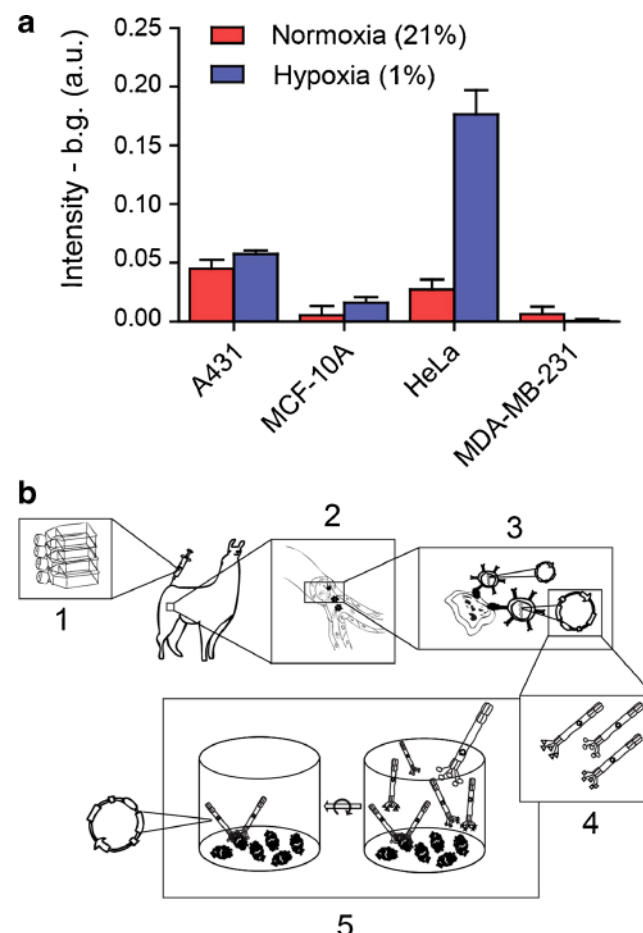 a
Intensity - b.g. (a.u.)
0.25
0.20
0.15
0.10
0.05
0.00
Normoxia (21%)
Hypoxia (1%)
A431
MCF-10A
HeLa
MDA-MB-231
b
1
2
3
4
5